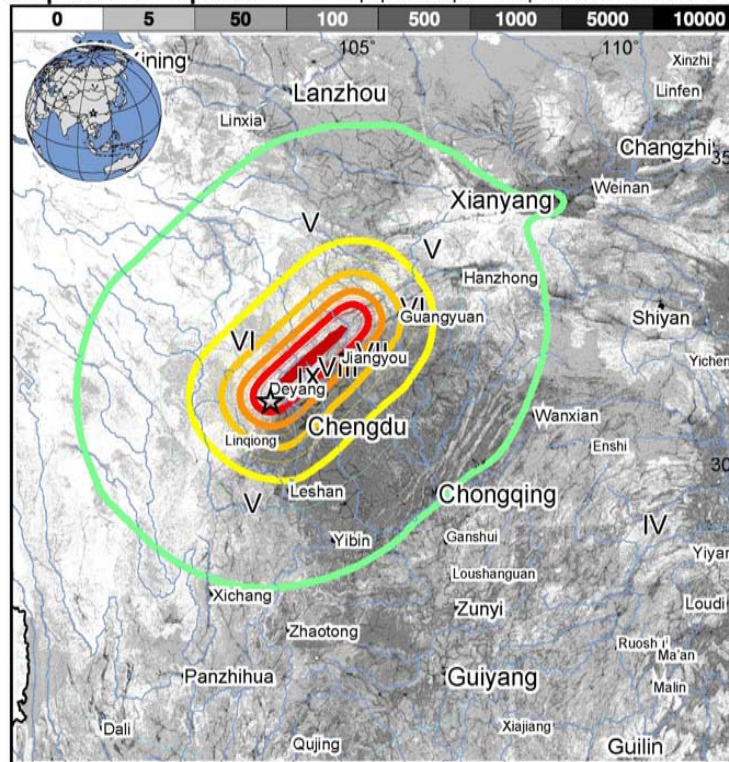 0 5 50 100 500 1000 5000 10000
105° 110°
Xinzhi
Lanzhou Linfen
Linxia
Changzhi
35
Xianyang Weinan
V V
Hanzhong
VI Guangyuan
Shiyan
VI VII Jiangyou
VIII
IX
Deyang
Wanxian
Chengdu
Linqiong Enshi
30
Leshan Chongqing
V
IV
Yibin Ganshui
Loushanguan
Xichang
Zunyi Loudi
Zhaotong
Ma'an
Panzhihua Guiyang
Malin
Dali Xiajiang
Qujing Guilin